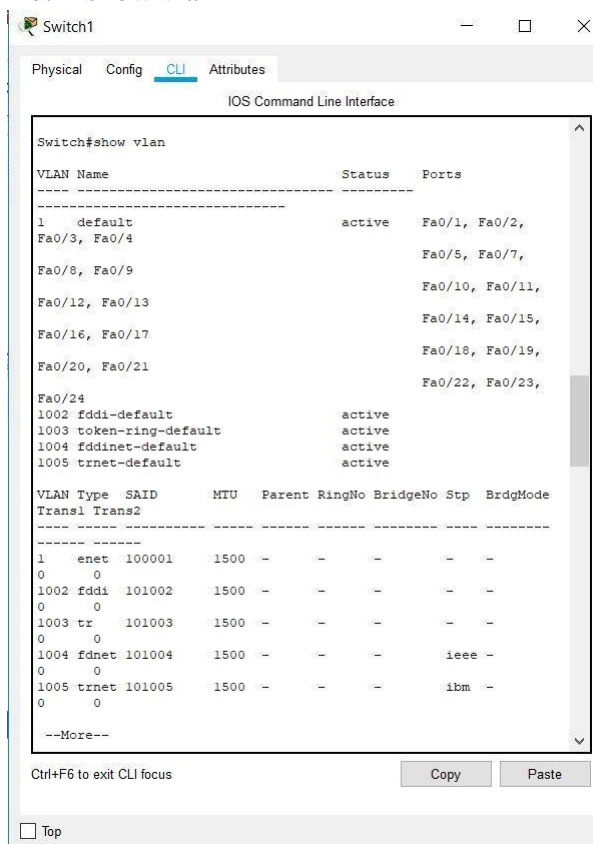 Switch1
Physical Config CLI Attributes
IOS Command Line Interface
Switch#show vlan
VLAN Name Status Ports
---- -------------------------------- --------- 
-------------------------------
1 default active Fa0/1, Fa0/2,
Fa0/3, Fa0/4
Fa0/5, Fa0/7,
Fa0/8, Fa0/9
Fa0/10, Fa0/11,
Fa0/12, Fa0/13
Fa0/14, Fa0/15,
Fa0/16, Fa0/17
Fa0/18, Fa0/19,
Fa0/20, Fa0/21
Fa0/22, Fa0/23,
Fa0/24
1002 fddi-default active
1003 token-ring-default active
1004 fddinet-default active
1005 trnet-default active
VLAN Type SAID MTU Parent RingNo BridgeNo Stp BrdgMode
Trans1 Trans2
---- ----- ---------- ----- ------ ------ -------- ---- --------
------ ------
1 enet 100001 1500 - - - - -
0 0
1002 fddi 101002 1500 - - - - -
0 0
1003 tr 101003 1500 - - - - -
0 0
1004 fdnet 101004 1500 - - - ieee -
0 0
1005 trnet 101005 1500 - - - ibm -
0 0
--More--
Ctrl+F6 to exit CLI focus Copy Paste
Top